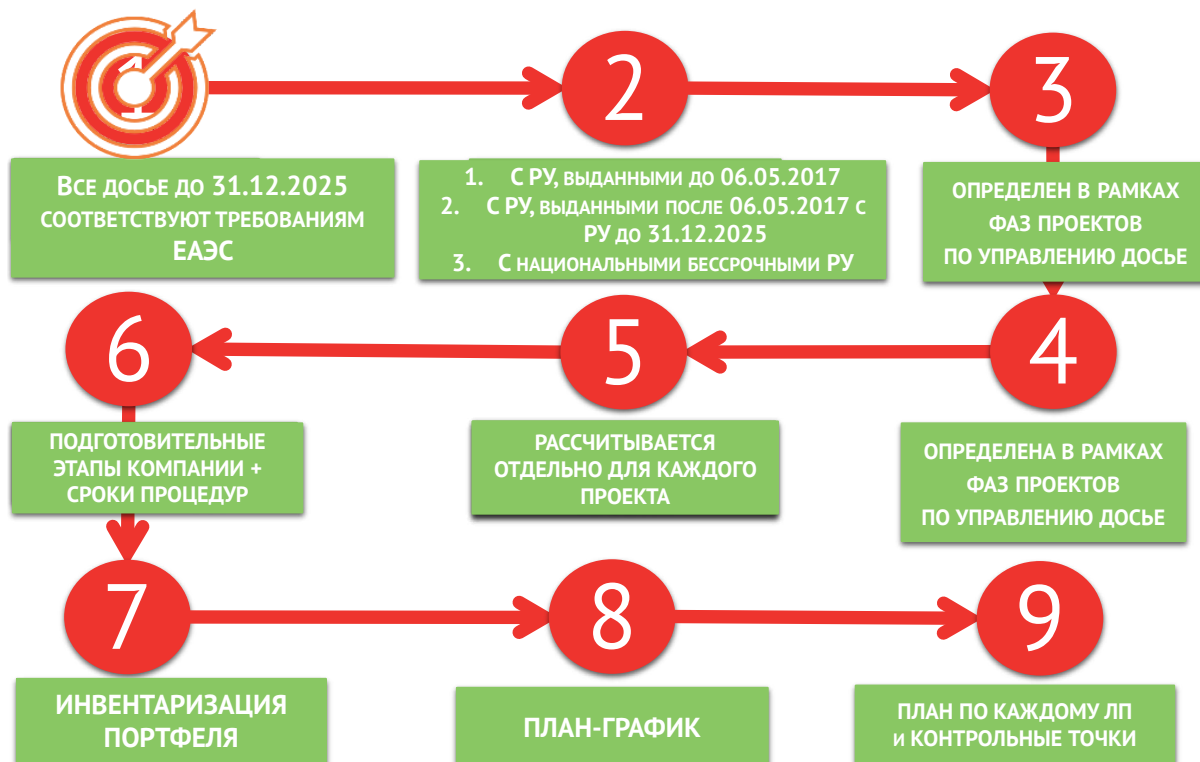 1
2
3
Все досье до 31.12.2025
соответствуют требованиям
ЕАЭС
1. С РУ, выданными до 06.05.2017
2. С РУ, выданными после 06.05.2017 с
РУ до 31.12.2025
3. С национальными бессрочными РУ
ОПРЕДЕЛЕН В РАМКАХ
ФАЗ ПРОЕКТОВ
ПО УПРАВЛЕНИЮ ДОСЬЕ
6
5
4
ПОДГОТОВИТЕЛЬНЫЕ
ЭТАПЫ КОМПАНИИ +
СРОКИ ПРОЦЕДУР
РАССЧИТЫВАЕТСЯ
ОТДЕЛЬНО ДЛЯ КАЖДОГО
ПРОЕКТА
ОПРЕДЕЛЕНА В РАМКАХ
ФАЗ ПРОЕКТОВ
ПО УПРАВЛЕНИЮ ДОСЬЕ
7
8
9
ИНВЕНТАРИЗАЦИЯ
ПОРТФЕЛЯ
ПЛАН-ГРАФИК
ПЛАН ПО КАЖДОМУ ЛП
и КОНТРОЛЬНЫЕ ТОЧКИ